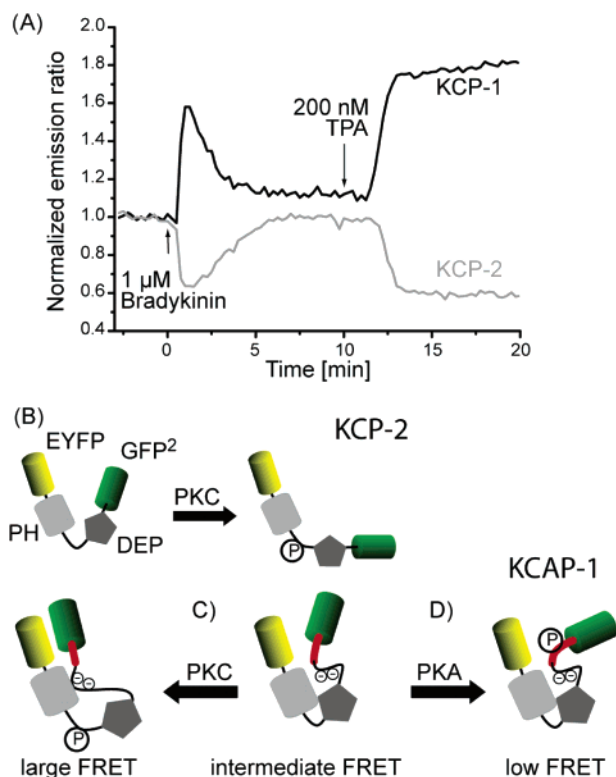 (A)
1.8
1.6
1.4
1.2
1.0
0.8
0.6
0.4
Normalized emission ratio
2.0
200 nM
TPA
KCP-1
KCP-2
1 µM
Bradykinin
0 5 10 15 20
Time [min]
(B)
KCP-2
EYFP
GFP²
PKC
PH
DEP
P
KCAP-1
C)
D)
PKC
PKA
P
P
large FRET
intermediate FRET
low FRET